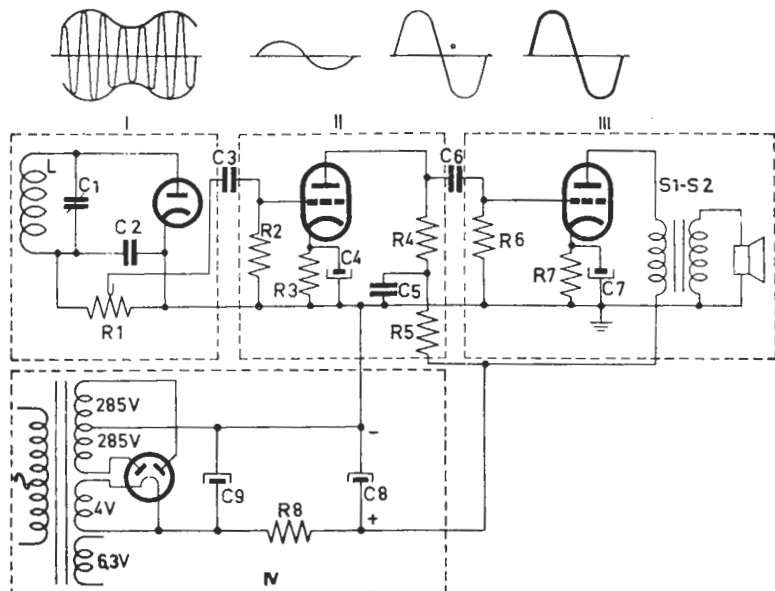 I
II
III
L
C1
C2
R1
C3
R2
R3
C4
R4
C5
R5
C6
R6
R7
C7
S1-S2
285V
285V
4V
6,3V
C9
R8
C8
-
+
IV